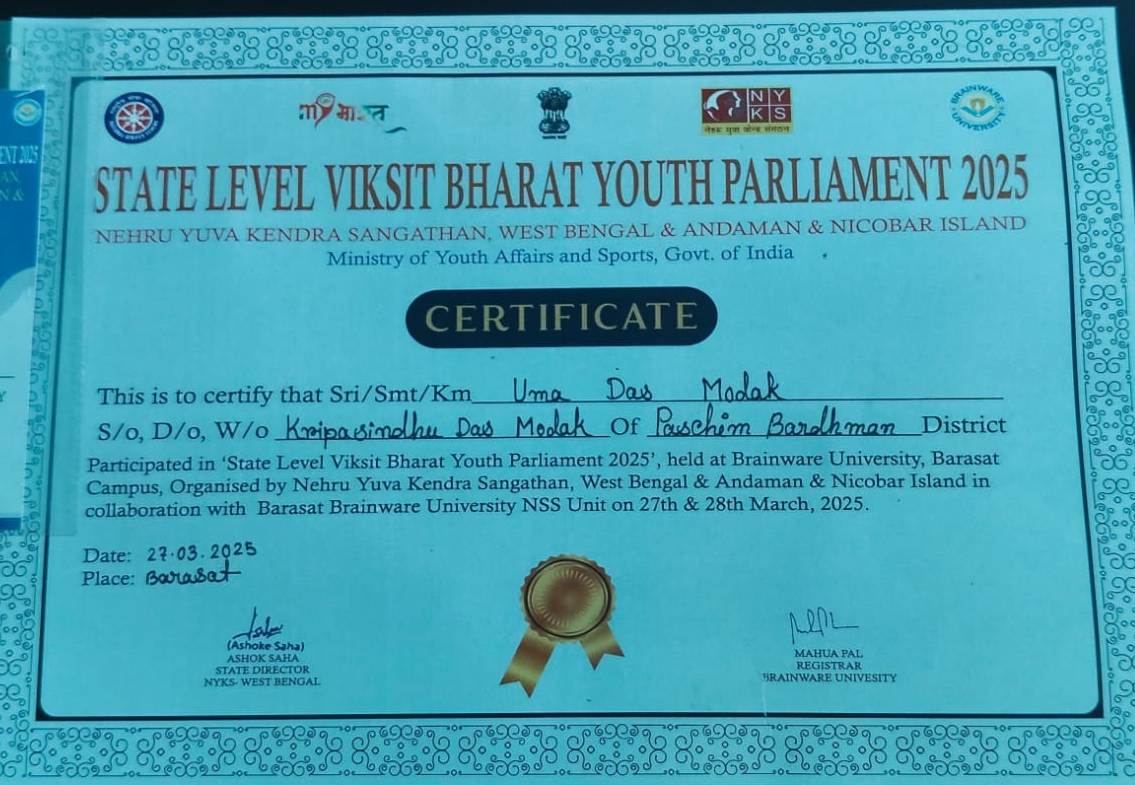 मेरा भारत
N Y
K S
नेहरू युवा केन्द्र संगठन
BRAINWARE UNIVERSITY
STATE LEVEL VIKSIT BHARAT YOUTH PARLIAMENT 2025
NEHRU YUVA KENDRA SANGATHAN, WEST BENGAL & ANDAMAN & NICOBAR ISLAND
Ministry of Youth Affairs and Sports, Govt. of India
CERTIFICATE
This is to certify that Sri/Smt/Km Uma Das Modak
S/o, D/o, W/o Kripasindhu Das Modak Of Paschim Bardhman District
Participated in ‘State Level Viksit Bharat Youth Parliament 2025’, held at Brainware University, Barasat
Campus, Organised by Nehru Yuva Kendra Sangathan, West Bengal & Andaman & Nicobar Island in
collaboration with Barasat Brainware University NSS Unit on 27th & 28th March, 2025.
Date: 27.03.2025
Place: Barasat
(Ashoke Saha)
ASHOK SAHA
STATE DIRECTOR
NYKS- WEST BENGAL
MAHUA PAL
REGISTRAR
BRAINWARE UNIVESITY